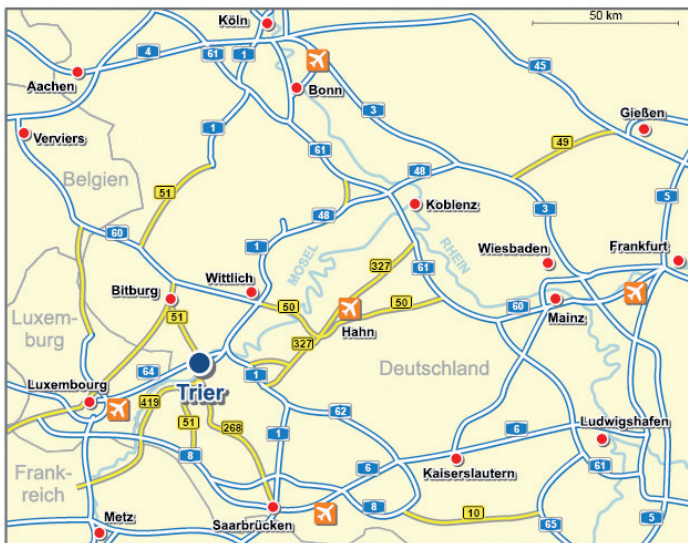 50 km
Köln
4
61
1
45
Aachen
Bonn
3
Gießen
Verviers
1
49
61
Belgien
48
51
5
Koblenz
48
3
60
1
Wiesbaden
Frankfurt
MOSEL
RHEIN
327
61
Wittlich
Bitburg
50
50
60
Mainz
51
Hahn
Luxem-
burg
327
Deutschland
64
1
Luxembourg
Trier
419
62
51
268
1
6
Ludwigshafen
8
6
61
Frank-
reich
Kaiserslautern
8
10
5
Metz
Saarbrücken
65